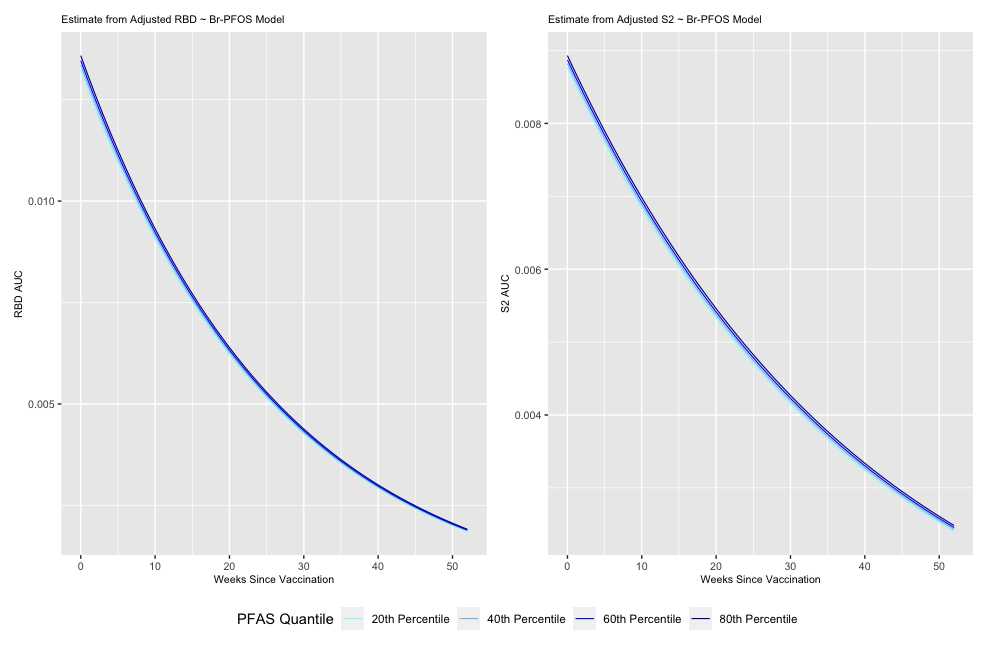 Estimate from Adjusted RBD ~ Br-PFOS Model
RBD AUC
0.010
0.005
0 10 20 30 40 50
Weeks Since Vaccination
Estimate from Adjusted S2 ~ Br-PFOS Model
S2 AUC
0.008
0.006
0.004
0 10 20 30 40 50
Weeks Since Vaccination
PFAS Quantile 20th Percentile 40th Percentile 60th Percentile 80th Percentile